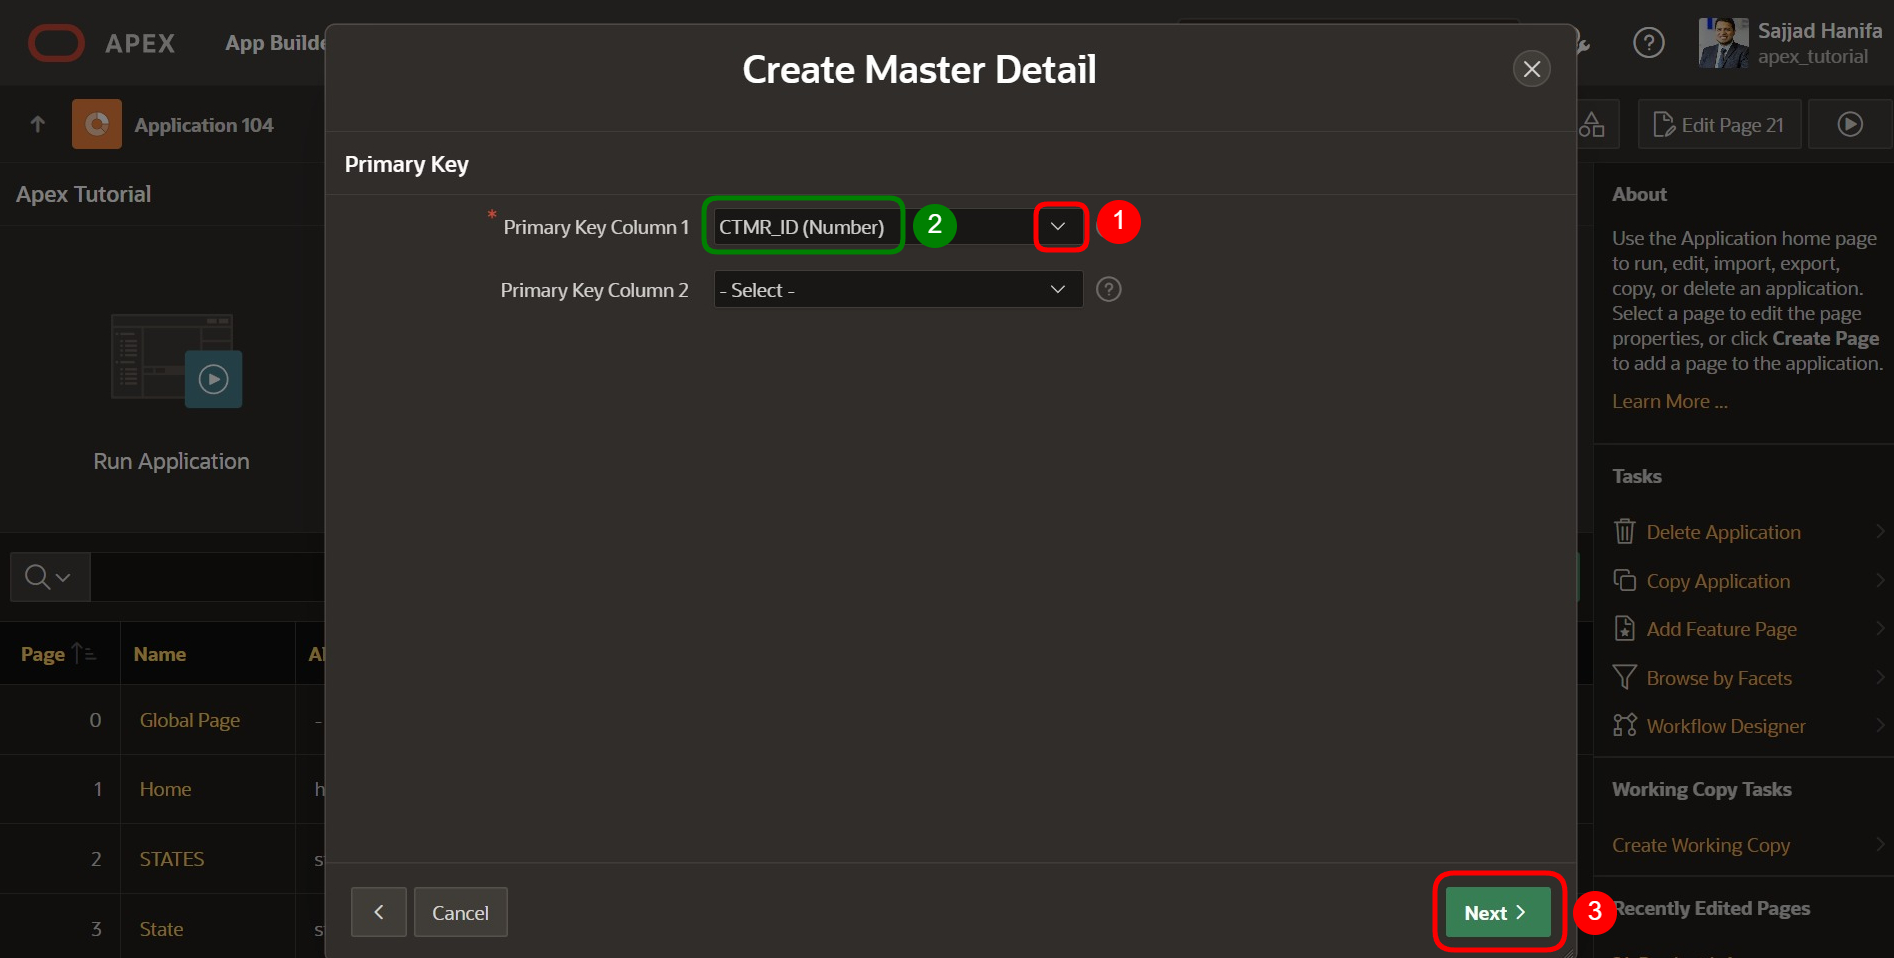 APEX
App Builde
Sajjad Hanifa
apex_tutorial
Application 104
Edit Page 21
Create Master Detail
Apex Tutorial
Primary Key
* Primary Key Column 1 CTMR_ID (Number) 2 1
Primary Key Column 2 - Select - ?
Run Application
About
Use the Application home page
to run, edit, import, export,
copy, or delete an application.
Select a page to edit the page
properties, or click Create Page
to add a page to the application.
Learn More ...
Tasks
Delete Application
Copy Application
Add Feature Page
Browse by Facets
Workflow Designer
Working Copy Tasks
Create Working Copy
Recently Edited Pages
Page Name
0 Global Page -
1 Home h
2 STATES s
3 State s
Cancel
Next 3